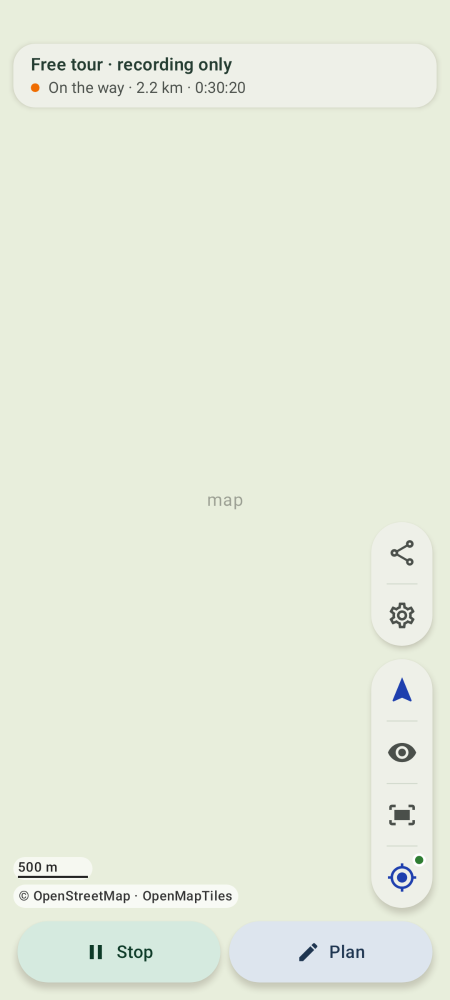 Free tour · recording only
On the way · 2.2 km · 0:30:20
map
500 m
© OpenStreetMap · OpenMapTiles
Stop
Plan